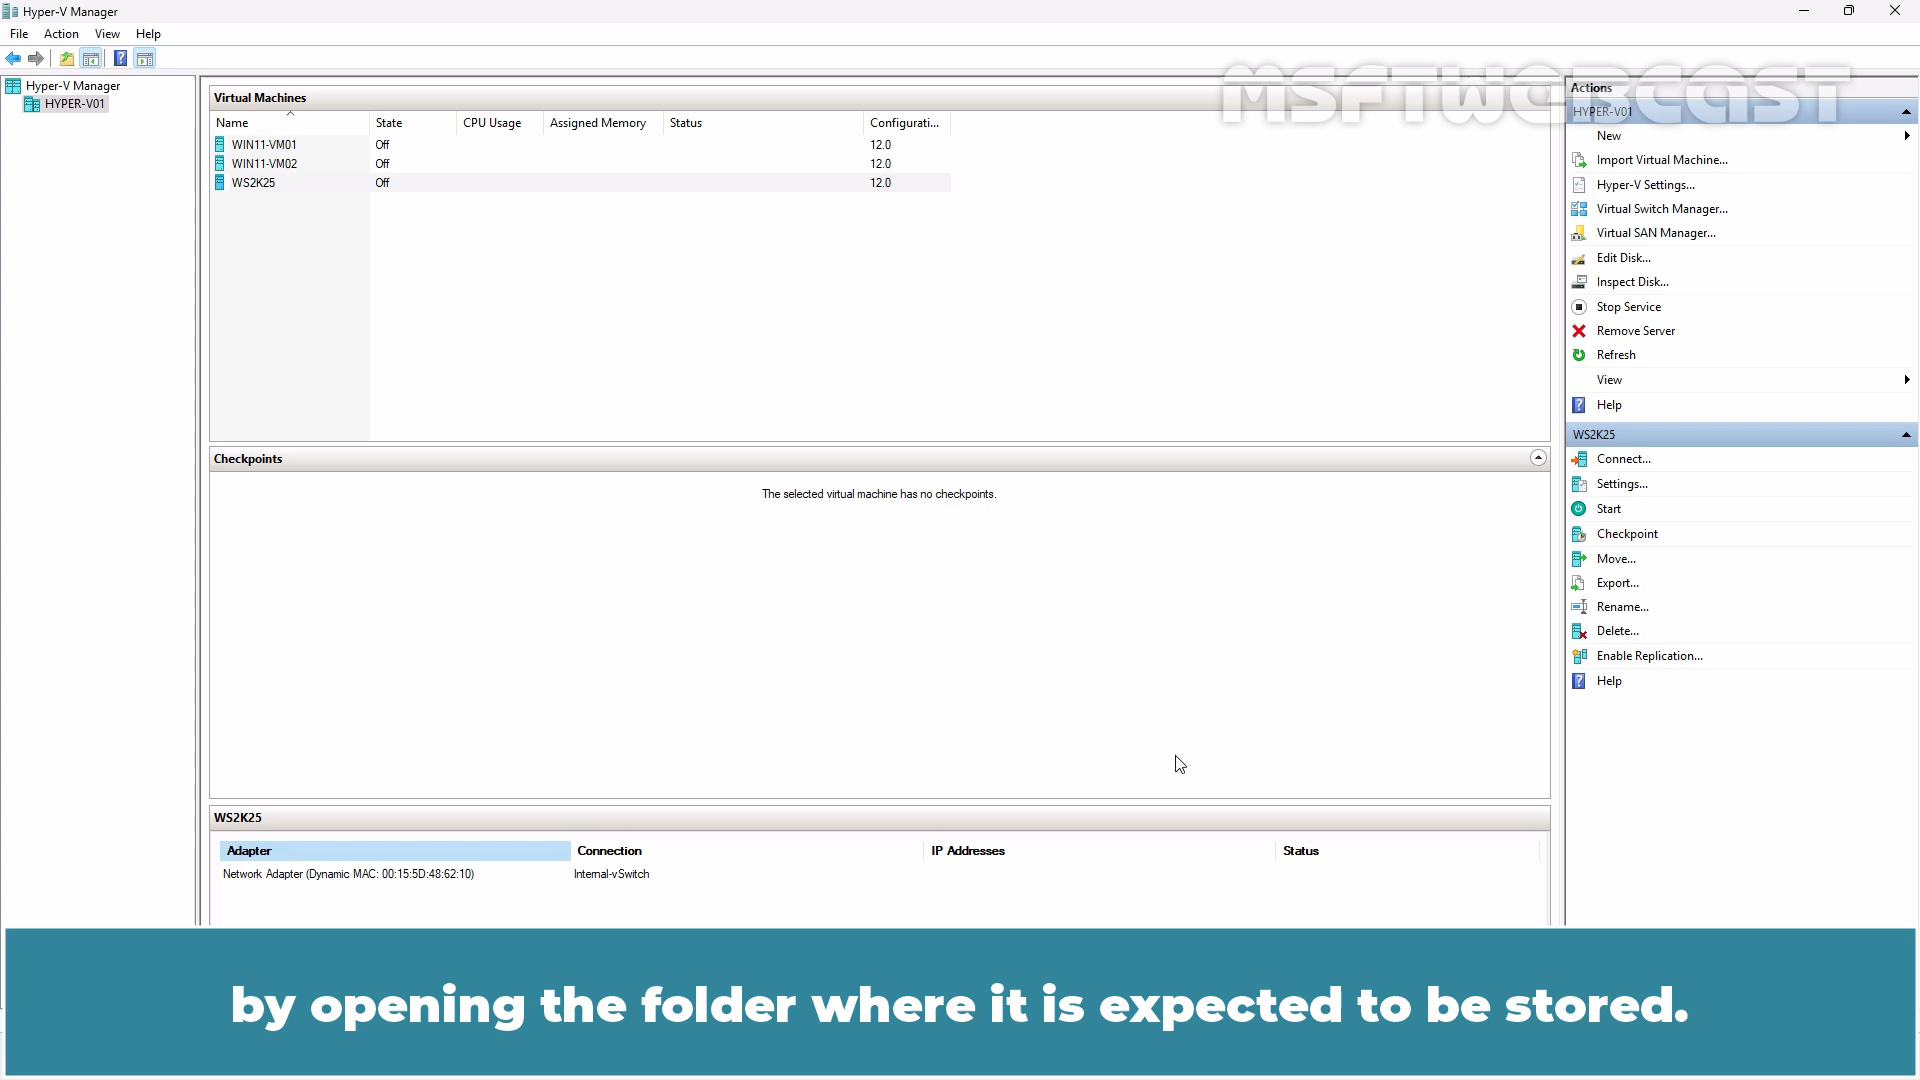 Hyper-V Manager
File Action View Help
Hyper-V Manager
HYPER-V01
Virtual Machines
Name State CPU Usage Assigned Memory Status Configurati...
WIN11-VM01 Off 12.0
WIN11-VM02 Off 12.0
WS2K25 Off 12.0
Checkpoints
The selected virtual machine has no checkpoints.
WS2K25
Adapter Connection IP Addresses Status
Network Adapter (Dynamic MAC: 00:15:5D:48:62:10) Internal-vSwitch
MSFTWEBCAST
Actions
HYPER-V01
New
Import Virtual Machine...
Hyper-V Settings...
Virtual Switch Manager...
Virtual SAN Manager...
Edit Disk...
Inspect Disk...
Stop Service
Remove Server
Refresh
View
Help
WS2K25
Connect...
Settings...
Start
Checkpoint
Move...
Export...
Rename...
Delete...
Enable Replication...
Help
by opening the folder where it is expected to be stored.